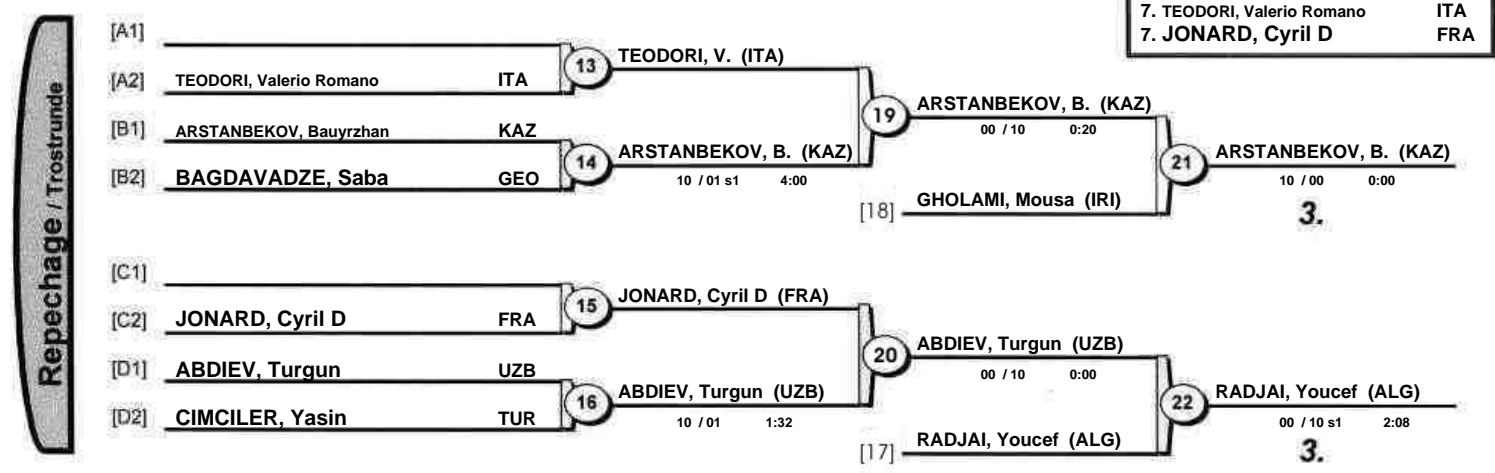 7. TEODORI, Valerio Romano ITA
7. JONARD, Cyril D FRA
Repechage / Trostrunde
[A1]
[A2] TEODORI, Valerio Romano ITA
13 TEODORI, V. (ITA)
[B1] ARSTANBEKOV, Bauyrzhan KAZ
[B2] BAGDAVADZE, Saba GEO
14 ARSTANBEKOV, B. (KAZ)
10 / 01 s1 4:00
19 ARSTANBEKOV, B. (KAZ)
00 / 10 0:20
[18] GHOLAMI, Mousa (IRI)
21 ARSTANBEKOV, B. (KAZ)
10 / 00 0:00
3.
[C1]
[C2] JONARD, Cyril D FRA
15 JONARD, Cyril D (FRA)
[D1] ABDIEV, Turgun UZB
[D2] CIMCILER, Yasin TUR
16 ABDIEV, Turgun (UZB)
10 / 01 1:32
20 ABDIEV, Turgun (UZB)
00 / 10 0:00
[17] RADJAI, Youcef (ALG)
22 RADJAI, Youcef (ALG)
00 / 10 s1 2:08
3.